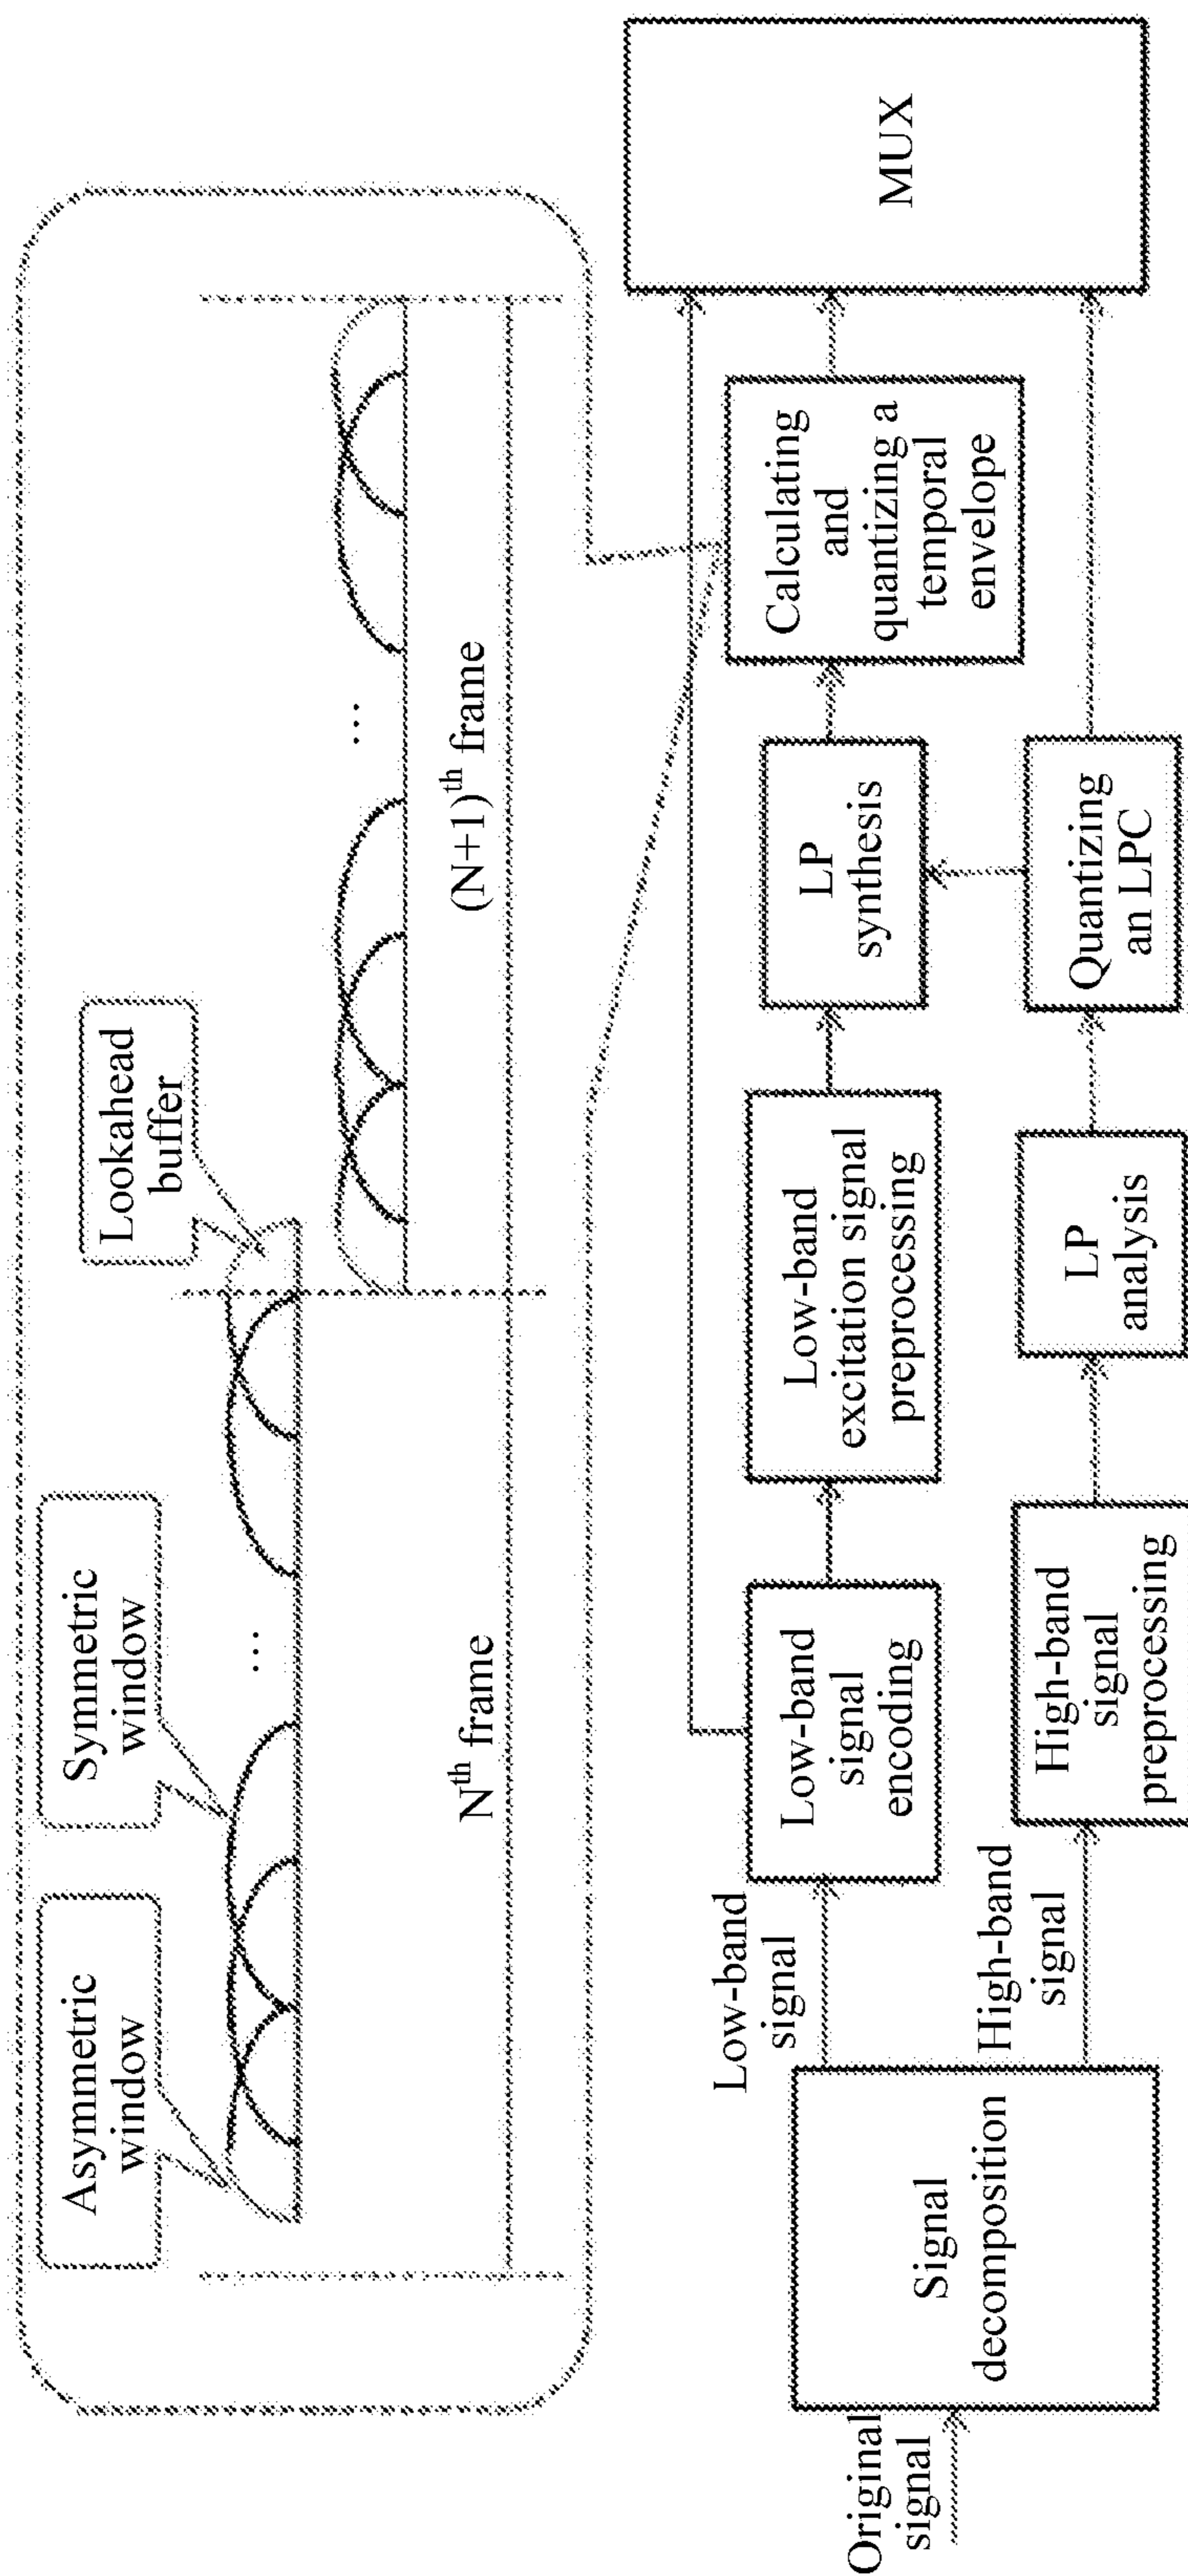 Asymmetric
window
Symmetric
window
Lookahead
buffer
...
...
Nth frame
(N+1)th frame
Original
signal
Signal
decomposition
Low-band
signal
High-band
signal
Low-band
signal
encoding
High-band
signal
preprocessing
Low-band
excitation signal
preprocessing
LP
analysis
LP
synthesis
Quantizing
an LPC
Calculating
and
quantizing a
temporal
envelope
MUX